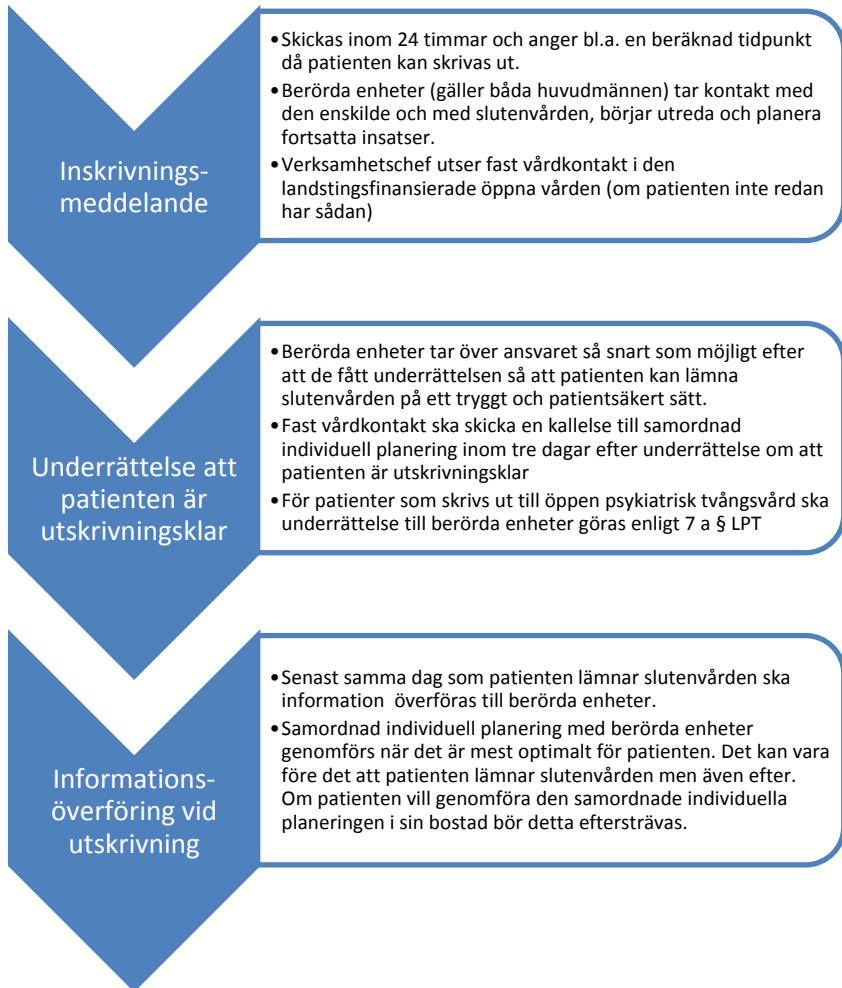 Inskrivnings-
meddelande
•Skickas inom 24 timmar och anger bl.a. en beräknad tidpunkt
då patienten kan skrivas ut.
•Berörda enheter (gäller båda huvudmännen) tar kontakt med
den enskilde och med slutenvården, börjar utreda och planera
fortsatta insatser.
•Verksamhetschef utser fast vårdkontakt i den
landstingsfinansierade öppna vården (om patienten inte redan
har sådan)
Underrättelse att
patienten är
utskrivningsklar
•Berörda enheter tar över ansvaret så snart som möjligt efter
att de fått underrättelsen så att patienten kan lämna
slutenvården på ett tryggt och patientsäkert sätt.
•Fast vårdkontakt ska skicka en kallelse till samordnad
individuell planering inom tre dagar efter underrättelse om att
patienten är utskrivningsklar
•För patienter som skrivs ut till öppen psykiatrisk tvångsvård ska
underrättelse till berörda enheter göras enligt 7 a § LPT
Informations-
överföring vid
utskrivning
•Senast samma dag som patienten lämnar slutenvården ska
information överföras till berörda enheter.
•Samordnad individuell planering med berörda enheter
genomförs när det är mest optimalt för patienten. Det kan vara
före det att patienten lämnar slutenvården men även efter.
Om patienten vill genomföra den samordnade individuella
planeringen i sin bostad bör detta eftersträvas.